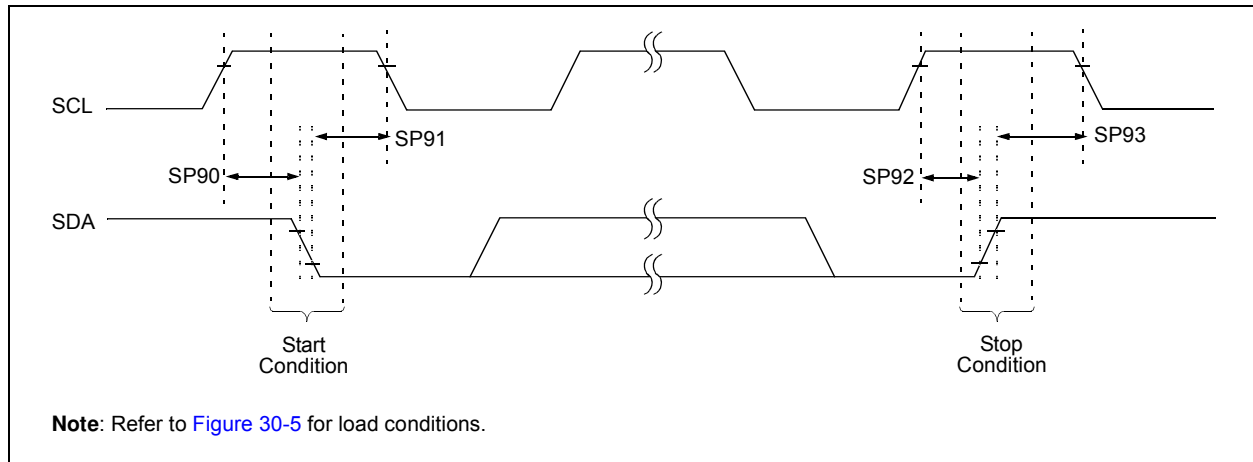 SCL
SP91
SP93
SP90
SP92
SDA
Start
Condition
Stop
Condition
Note: Refer to Figure 30-5 for load conditions.